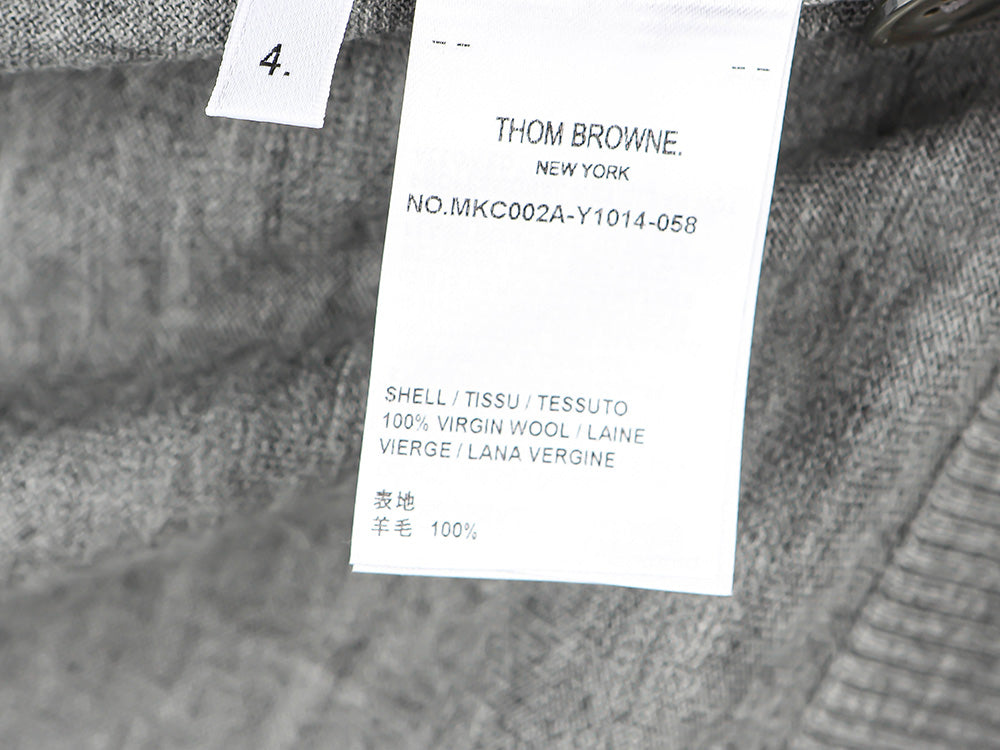 4.
THOM BROWNE.
NEW YORK
NO.MKC002A-Y1014-058
SHELL / TISSU / TESSUTO
100% VIRGIN WOOL / LAINE
VIERGE / LANA VERGINE
表地
羊毛 100%